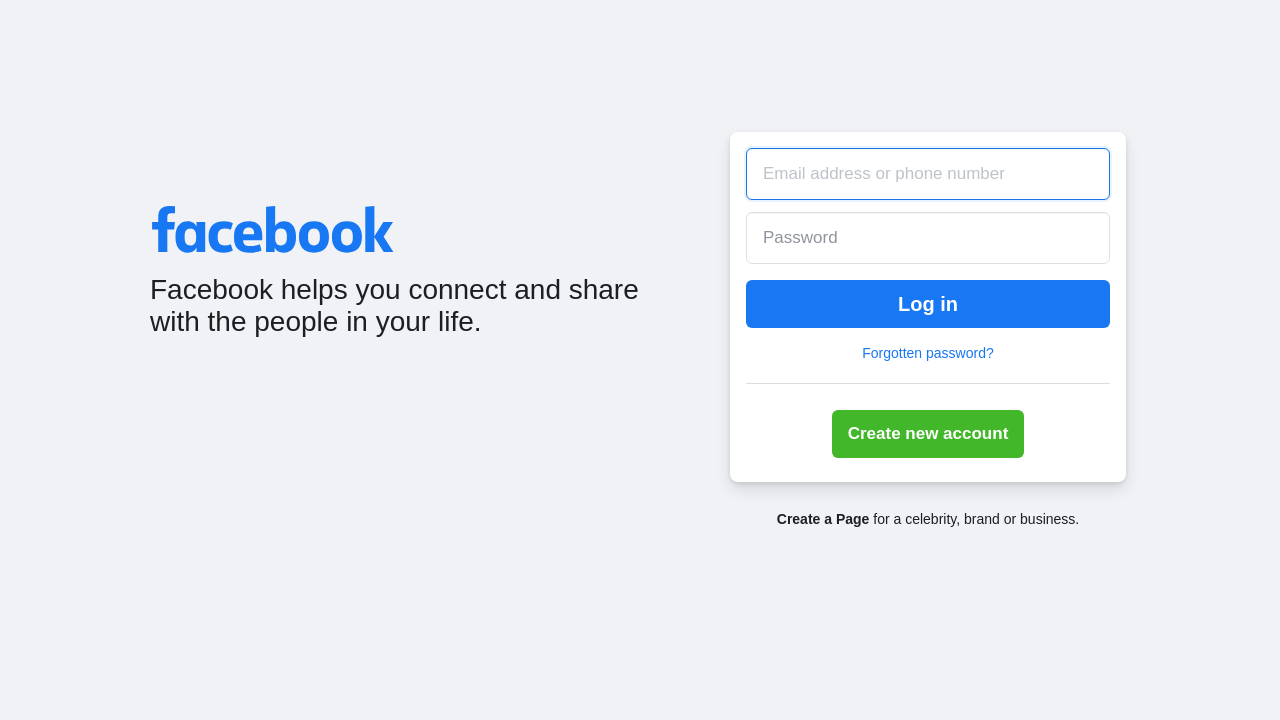 facebook
Facebook helps you connect and share
with the people in your life.
Email address or phone number
Password
Log in
Forgotten password?
Create new account
Create a Page for a celebrity, brand or business.